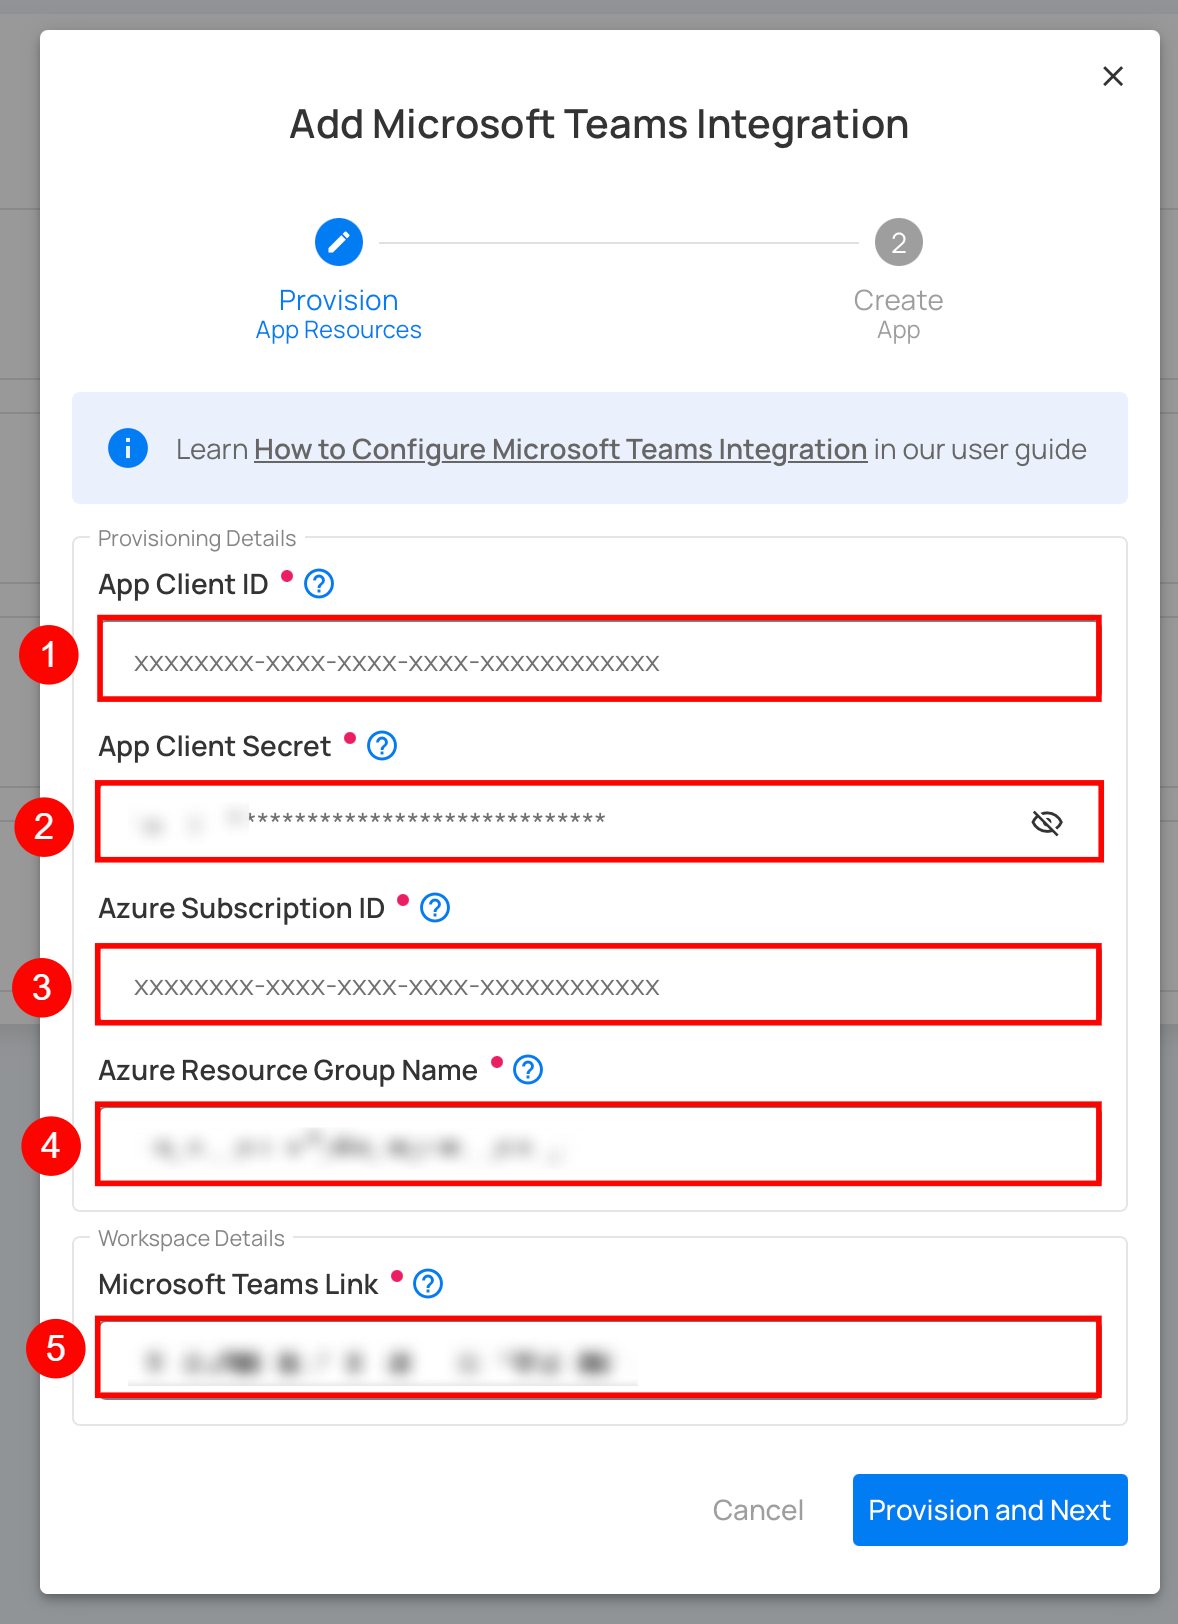 Add Microsoft Teams Integration
2
Provision
App Resources
Create
App
Learn How to Configure Microsoft Teams Integration in our user guide
Provisioning Details
App Client ID
1
xxxxxxxx-xxxx-xxxx-xxxx-xxxxxxxxxxxx
App Client Secret
2
******************************
Azure Subscription ID
3
xxxxxxxx-xxxx-xxxx-xxxx-xxxxxxxxxxxx
Azure Resource Group Name
4
Workspace Details
Microsoft Teams Link
5
Cancel
Provision and Next